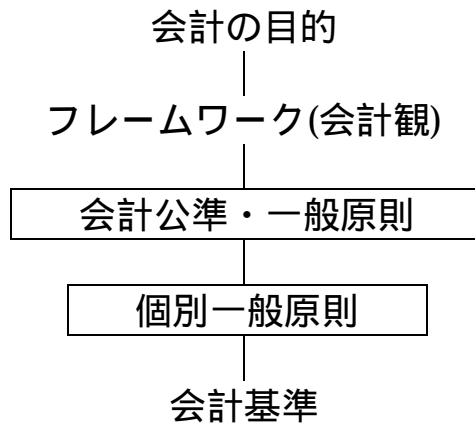 会計の目的
フレームワーク(会計観)
会計公準・一般原則
個別一般原則
会計基準